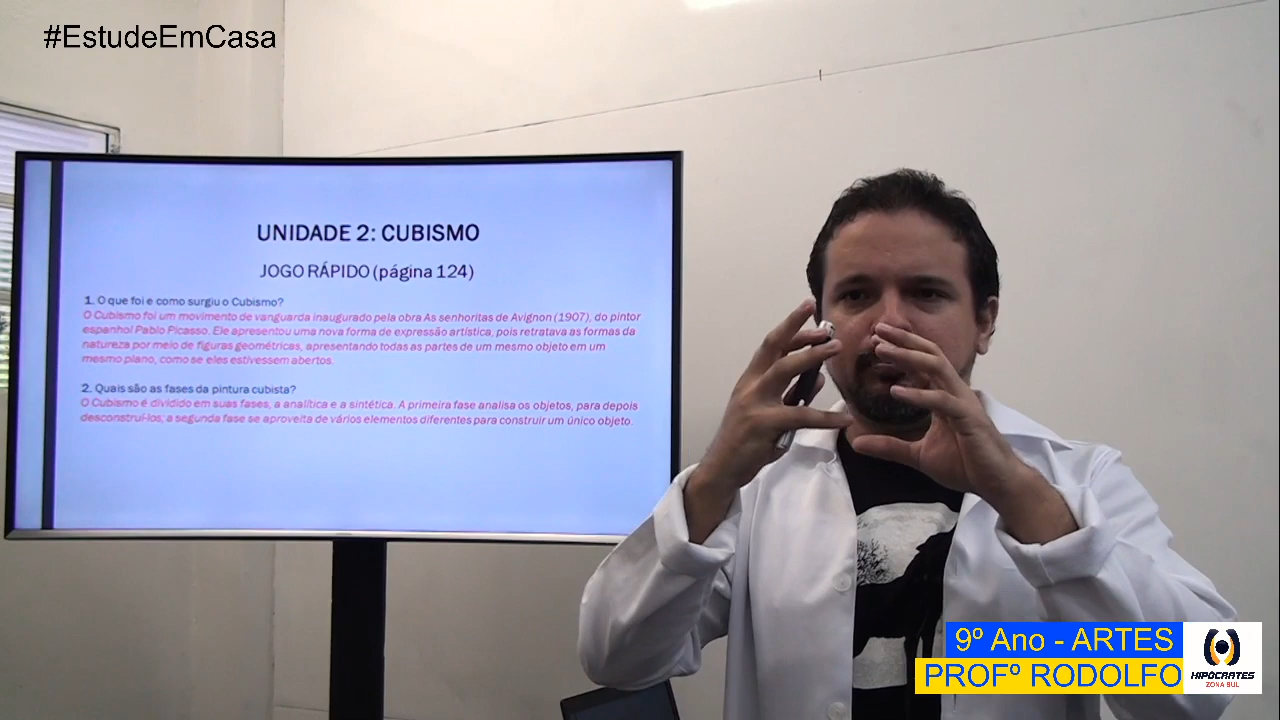 #EstudeEmCasa
UNIDADE 2: CUBISMO
JOGO RÁPIDO (página 124)
1. O que foi e como surgiu o Cubismo?
O Cubismo foi um movimento de vanguarda inaugurado pela obra As senhoritas de Avignon (1907), do pintor
espanhol Pablo Picasso. Ele apresentou uma nova forma de expressão artística, pois retratava as formas da
natureza por meio de figuras geométricas, apresentando todas as partes de um mesmo objeto em um
mesmo plano, como se eles estivessem abertos.
2. Quais são as fases da pintura cubista?
O Cubismo é dividido em suas fases, a analítica e a sintética. A primeira fase analisa os objetos, para depois
desconstruí-los; a segunda fase se aproveita de vários elementos diferentes para construir um único objeto.
9º Ano - ARTES
PROFº RODOLFO
HIPÓCRATES
ZONA SUL